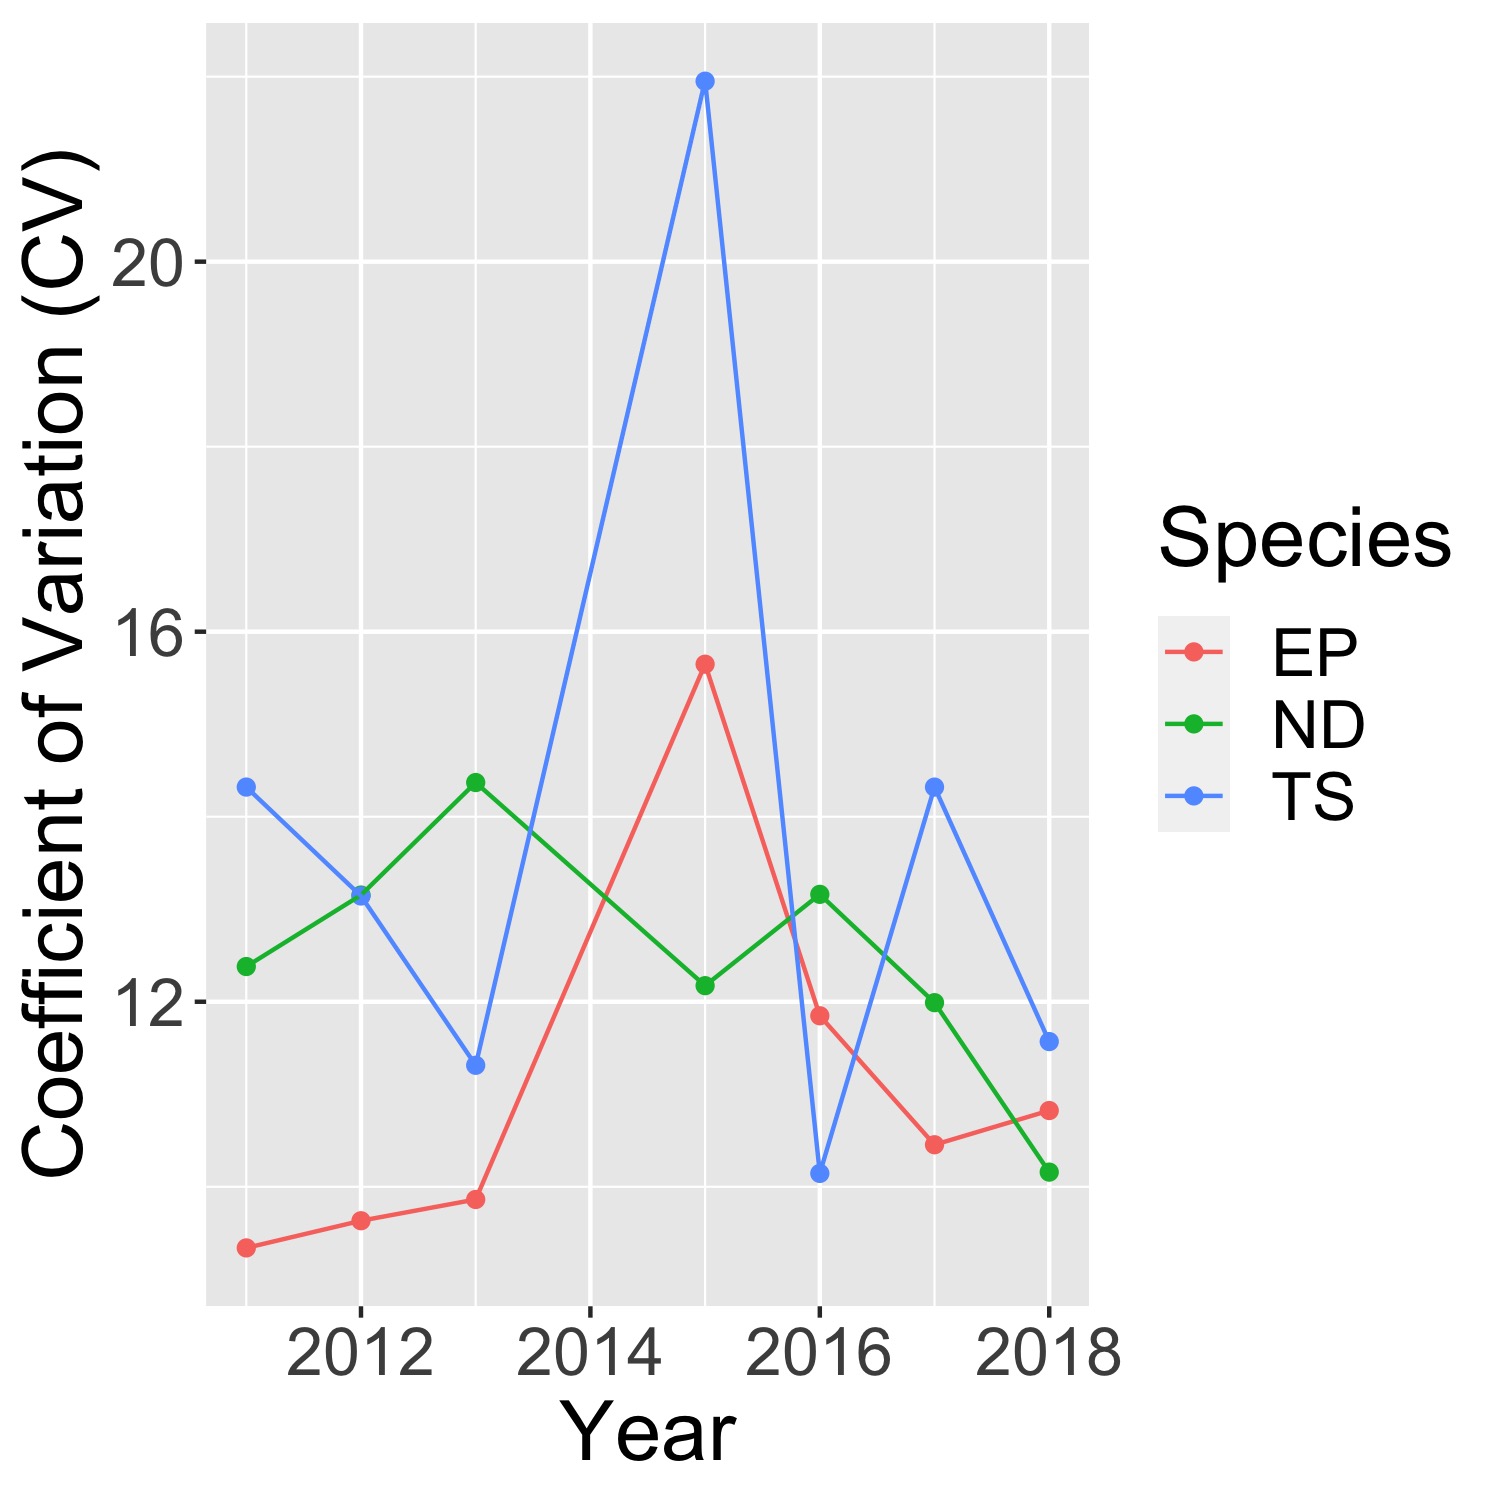 Coefficient of Variation (CV)
20
16
12
2012 2014 2016 2018
Year
Species
EP
ND
TS